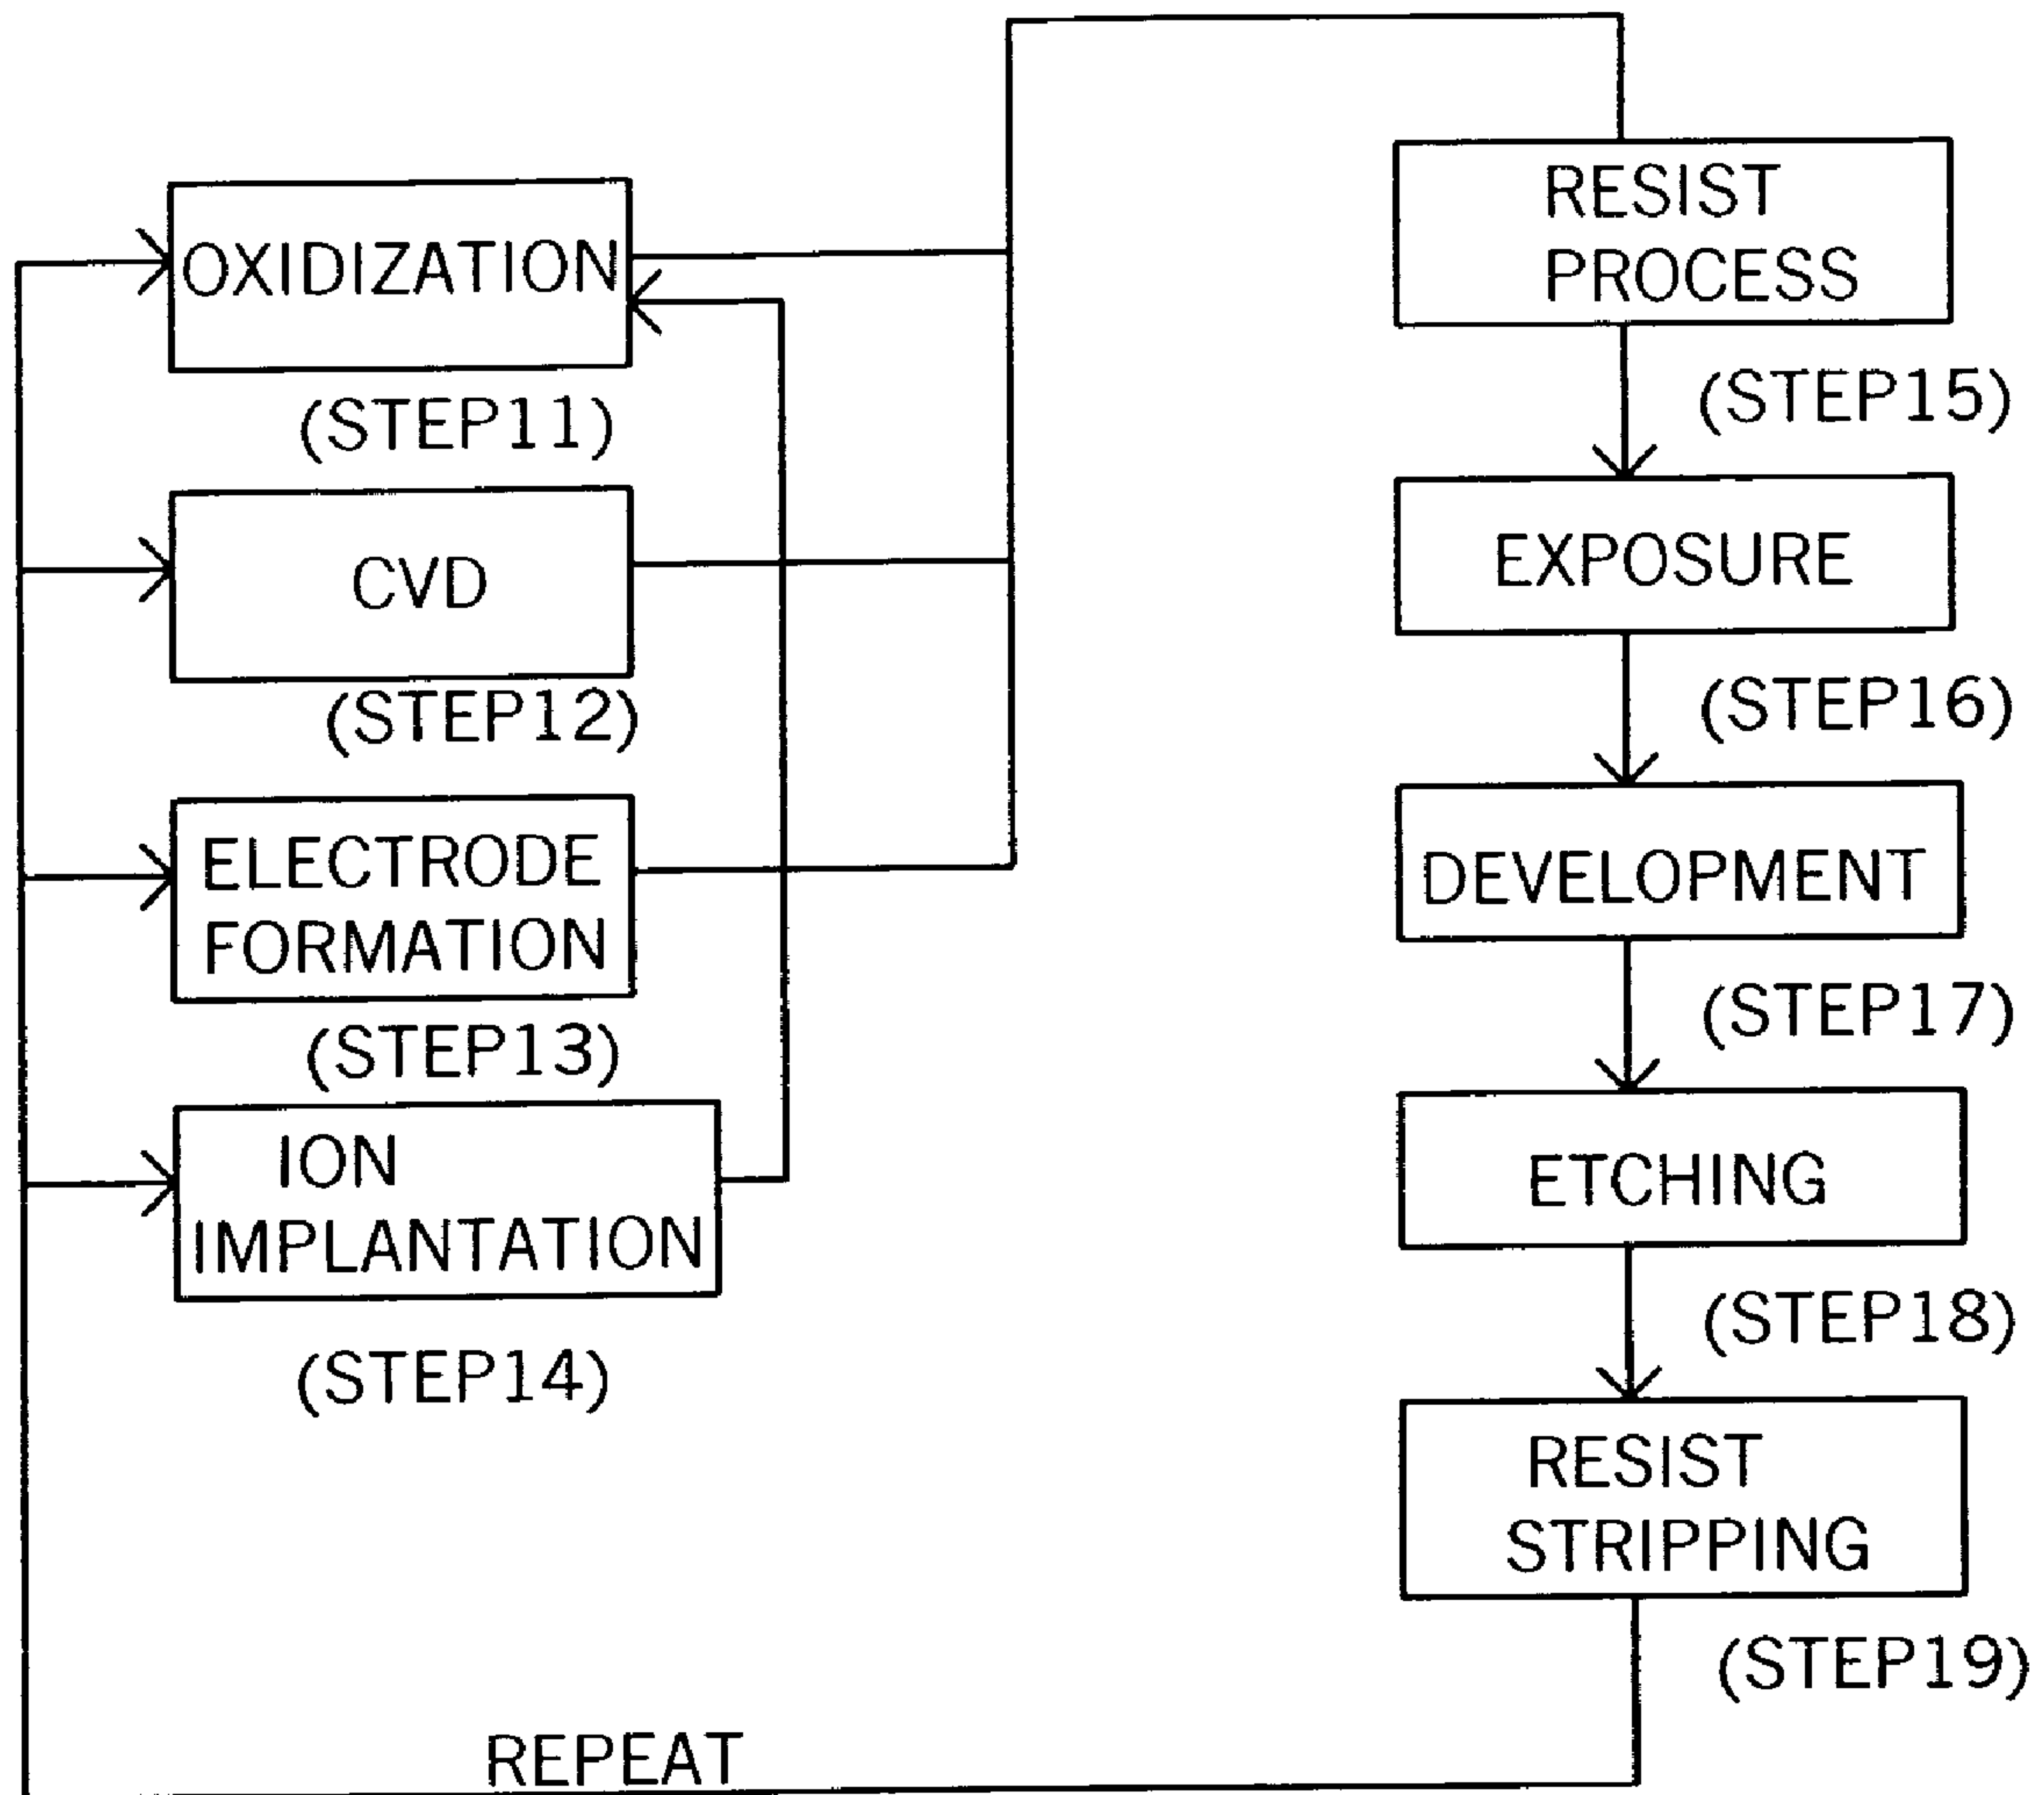 OXIDIZATION
(STEP11)
CVD
(STEP12)
ELECTRODE
FORMATION
(STEP13)
ION
IMPLANTATION
(STEP14)
RESIST
PROCESS
(STEP15)
EXPOSURE
(STEP16)
DEVELOPMENT
(STEP17)
ETCHING
(STEP18)
RESIST
STRIPPING
(STEP19)
REPEAT